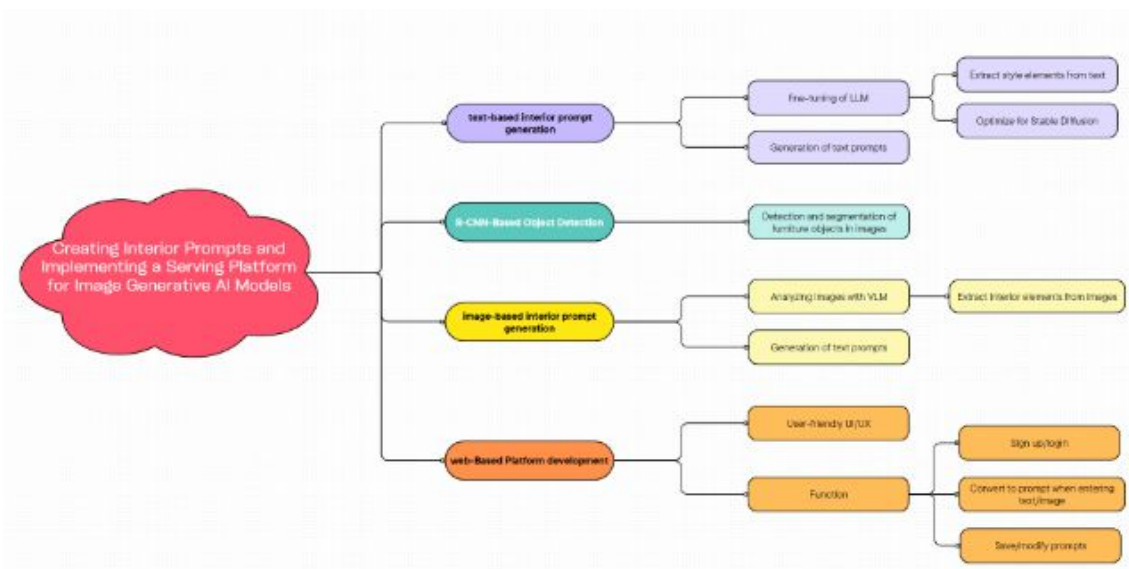 Creating Interior Prompts and
Implementing a Serving Platform
for Image Generative AI Models
text-based interior prompt
generation
fine-tuning of LLM
Extract style elements from text
Optimize for Stable Diffusion
Generation of text prompts
R-CNN-Based Object Detection
Detection and segmentation of
furniture objects in images
image-based interior prompt
generation
Analyzing images with VLM
Extract interior elements from images
Generation of text prompts
web-Based Platform development
User-friendly UI/UX
Function
Sign up/login
Convert to prompt when entering
text/image
Save/modify prompts